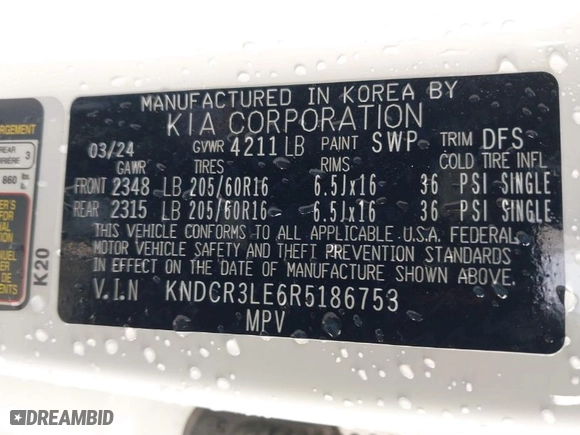 MANUFACTURED IN KOREA BY
KIA CORPORATION
03/24 GVWR 4211 LB PAINT SWP TRIM DFS
GAWR TIRES RIMS COLD TIRE INFL
FRONT 2348 LB 205/60R16 6.5Jx16 36 PSI SINGLE
REAR 2315 LB 205/60R16 6.5Jx16 36 PSI SINGLE
THIS VEHICLE CONFORMS TO ALL APPLICABLE U.S.A. FEDERAL
MOTOR VEHICLE SAFETY AND THEFT PREVENTION STANDARDS
IN EFFECT ON THE DATE OF MANUFACTURE SHOWN ABOVE.
V.I.N KNDCR3LE6R5186753
MPV
K20
REAR
3
860
DREAMBID